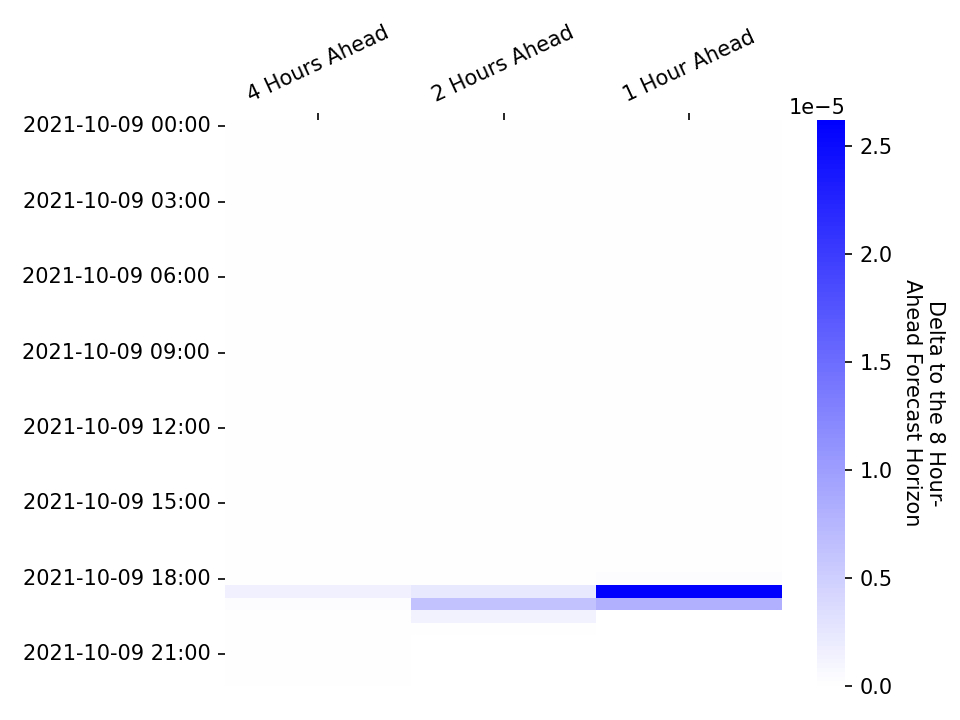 4 Hours Ahead
2 Hours Ahead
1 Hour Ahead
1e−5
2021-10-09 00:00
2021-10-09 03:00
2021-10-09 06:00
2021-10-09 09:00
2021-10-09 12:00
2021-10-09 15:00
2021-10-09 18:00
2021-10-09 21:00
2.5
2.0
1.5
1.0
0.5
0.0
Delta to the 8 Hour-
Ahead Forecast Horizon